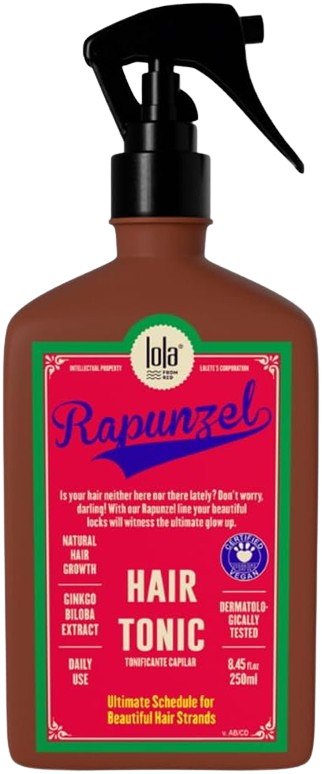 lola®
FROM
RIO
INTELLECTUAL PROPERTY
LOLETE'S CORPORATION
Rapunzel
Is your hair neither here nor there lately? Don't worry,
darling! With our Rapunzel line your beautiful
locks will witness the ultimate glow up.
NATURAL
HAIR
GROWTH
CERTIFIED
VEGAN
HAIR
TONIC
TONIFICANTE CAPILAR
GINKGO
BILOBA
EXTRACT
DERMATOLO-
GICALLY
TESTED
DAILY
USE
8.45 fl.oz
250ml
Ultimate Schedule for
Beautiful Hair Strands
v. AB/CD